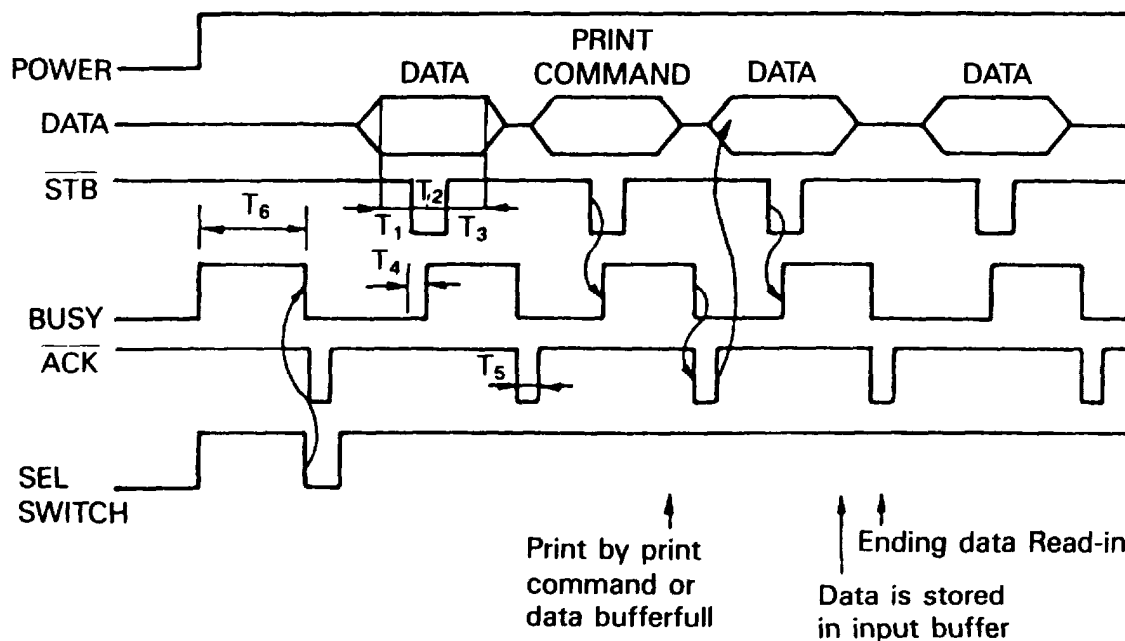 PRINT
POWER
DATA
COMMAND
DATA
DATA
DATA
STB
T6
T1
T2
T3
T4
BUSY
ACK
T5
SEL
SWITCH
Print by print
command or
data bufferfull
Ending data Read-in
Data is stored
in input buffer